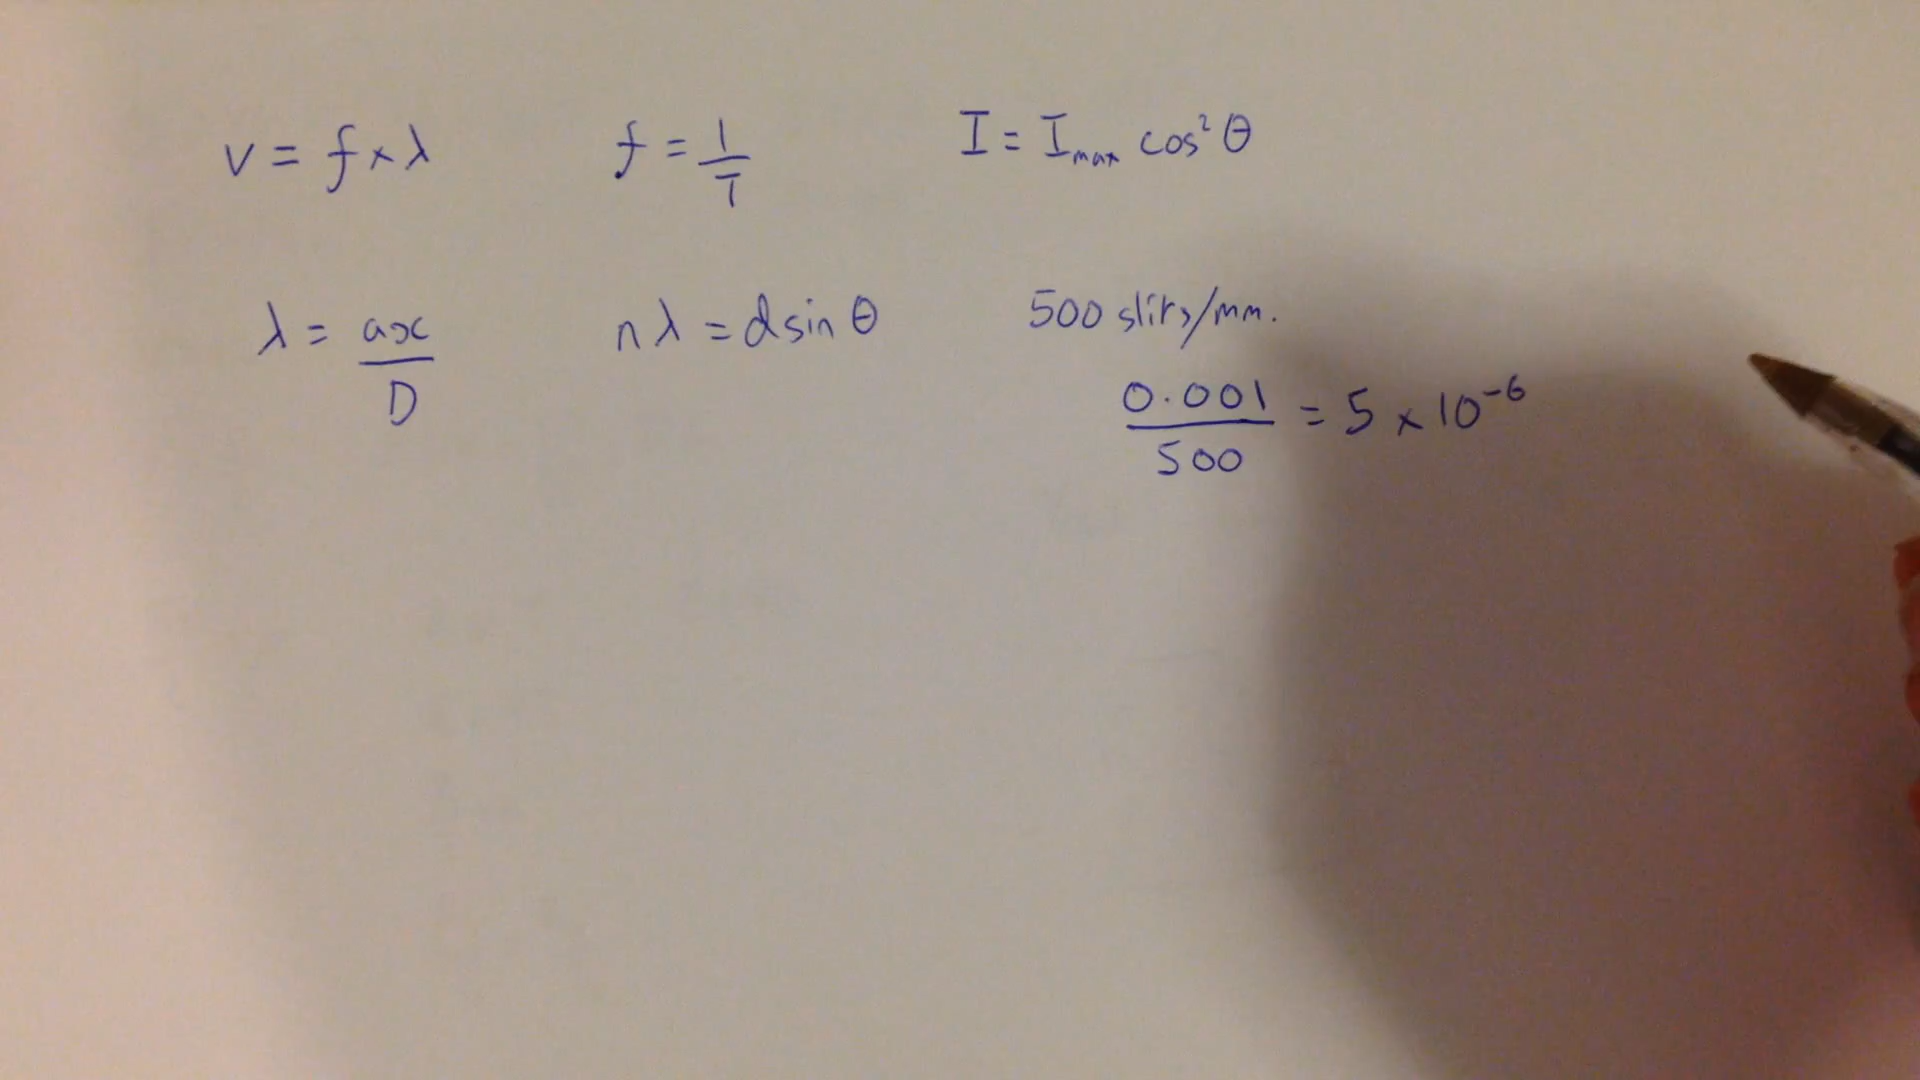 v = f × λ
f = 1/T
I = Imax cos² θ
λ = ax/D
nλ = d sin θ
500 slits/mm.
0.001/500 = 5 × 10⁻⁶